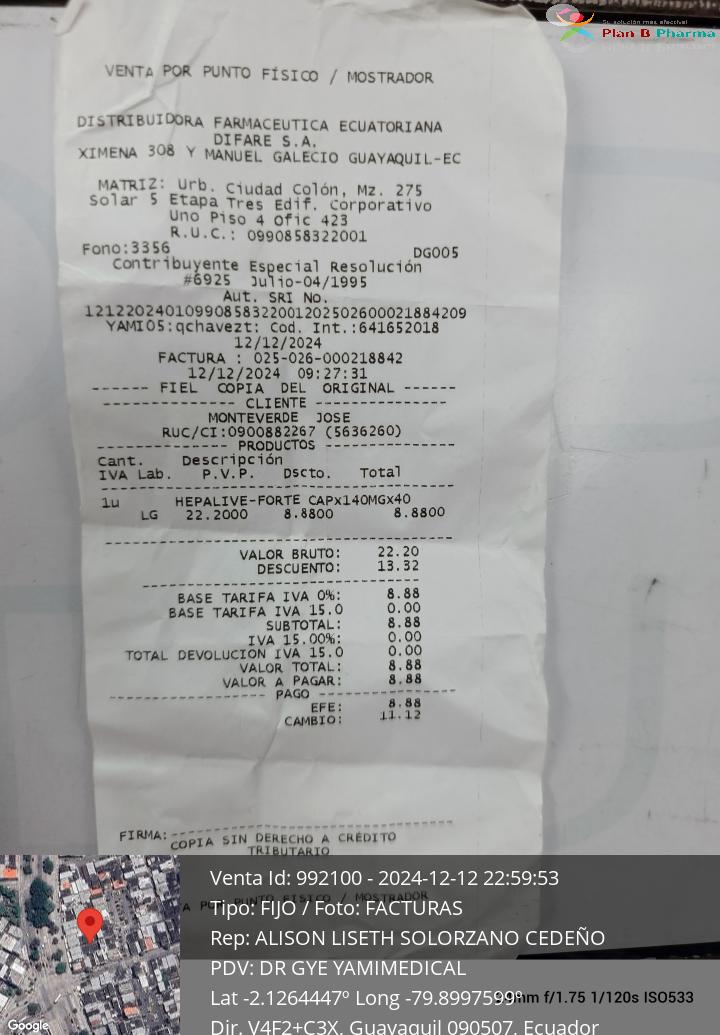 Su solución más efectiva!
Plan B Pharma
VENTA POR PUNTO FÍSICO / MOSTRADOR
DISTRIBUIDORA FARMACEUTICA ECUATORIANA
DIFARE S.A.
XIMENA 308 Y MANUEL GALECIO GUAYAQUIL-EC
MATRIZ: Urb. Ciudad Colón, Mz. 275
Solar 5 Etapa Tres Edif. Corporativo
Uno Piso 4 Ofic 423
R.U.C.: 0990858322001
Fono:3356 DG005
Contribuyente Especial Resolución
#6925 Julio-04/1995
Aut. SRI No.
1212202401099085832200120250260002188​4209
YAMI05:qchavezt: Cod. Int.:641652018
12/12/2024
FACTURA : 025-026-000218842
12/12/2024 09:27:31
------ FIEL COPIA DEL ORIGINAL ------
--------------- CLIENTE ---------------
MONTEVERDE JOSE
RUC/CI:0900882267 (5636260)
--------------- PRODUCTOS ---------------
Cant. Descripción
IVA Lab. P.V.P. Dscto. Total
1u HEPALIVE-FORTE CAPx140MGx40
LG 22.2000 8.8800 8.8800
VALOR BRUTO: 22.20
DESCUENTO: 13.32
BASE TARIFA IVA 0%: 8.88
BASE TARIFA IVA 15.0 0.00
SUBTOTAL: 8.88
IVA 15.00%: 0.00
TOTAL DEVOLUCION IVA 15.0 0.00
VALOR TOTAL: 8.88
VALOR A PAGAR: 8.88
------------------ PAGO ---------------
EFE: 8.88
CAMBIO: 11.12
FIRMA:
COPIA SIN DERECHO A CRÉDITO
TRIBUTARIO
Venta Id: 992100 - 2024-12-12 22:59:53
Tipo: FIJO / Foto: FACTURAS
Rep: ALISON LISETH SOLORZANO CEDEÑO
PDV: DR GYE YAMIMEDICAL
Lat -2.1264447º Long -79.8997599º mm f/1.75 1/120s ISO533
Dir. V4F2+C3X, Guayaquil 090507, Ecuador
Google